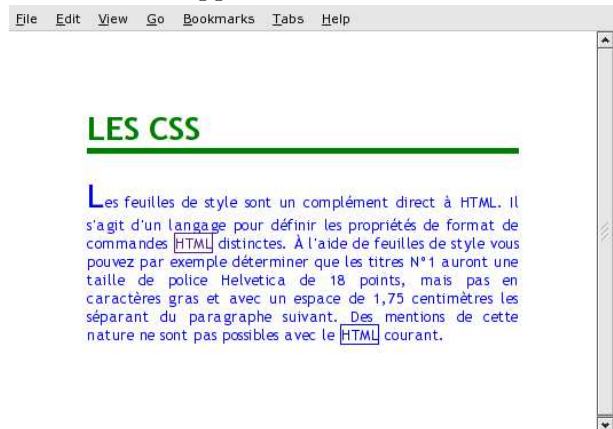 File Edit View Go Bookmarks Tabs Help
LES CSS
Les feuilles de style sont un complément direct à HTML. Il
s'agit d'un langage pour définir les propriétés de format de
commandes HTML distinctes. À l'aide de feuilles de style vous
pouvez par exemple déterminer que les titres N°1 auront une
taille de police Helvetica de 18 points, mais pas en
caractères gras et avec un espace de 1,75 centimètres les
séparant du paragraphe suivant. Des mentions de cette
nature ne sont pas possibles avec le HTML courant.